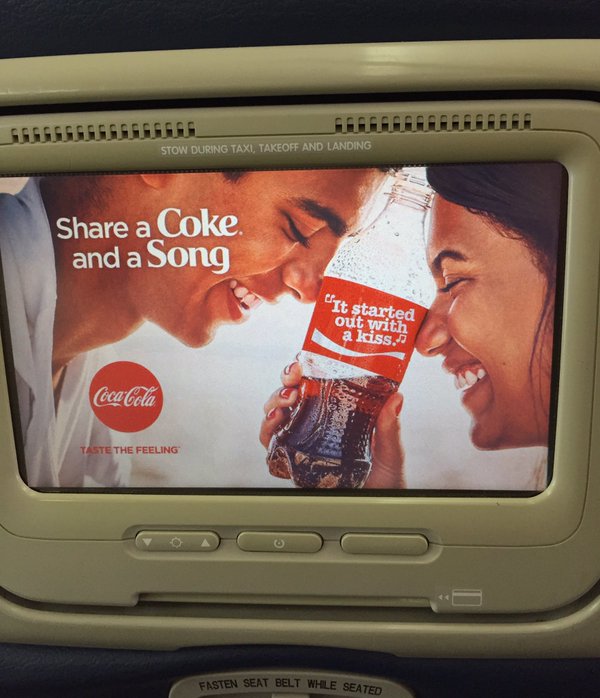 STOW DURING TAXI, TAKEOFF AND LANDING
Share a Coke.
and a Song
"It started
out with
a kiss.♫
Coca-Cola
TASTE THE FEELING™
FASTEN SEAT BELT WHILE SEATED